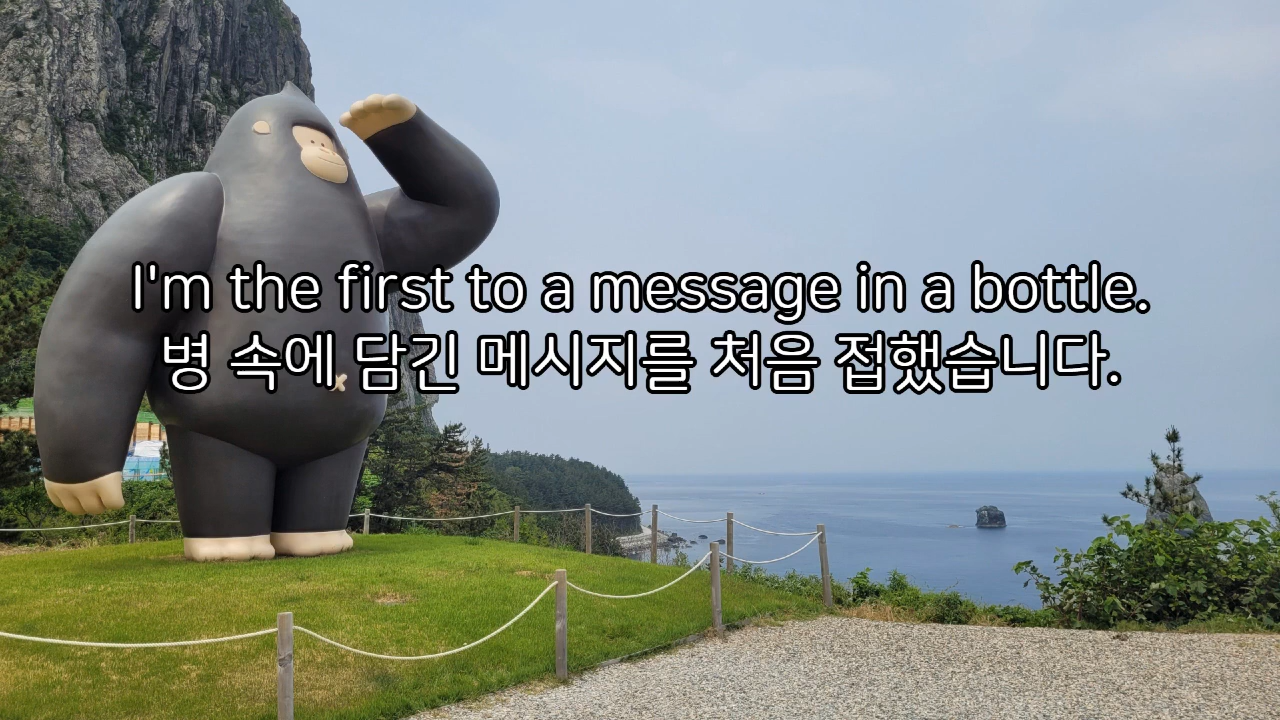 I'm the first to a message in a bottle.
병 속에 담긴 메시지를 처음 접했습니다.